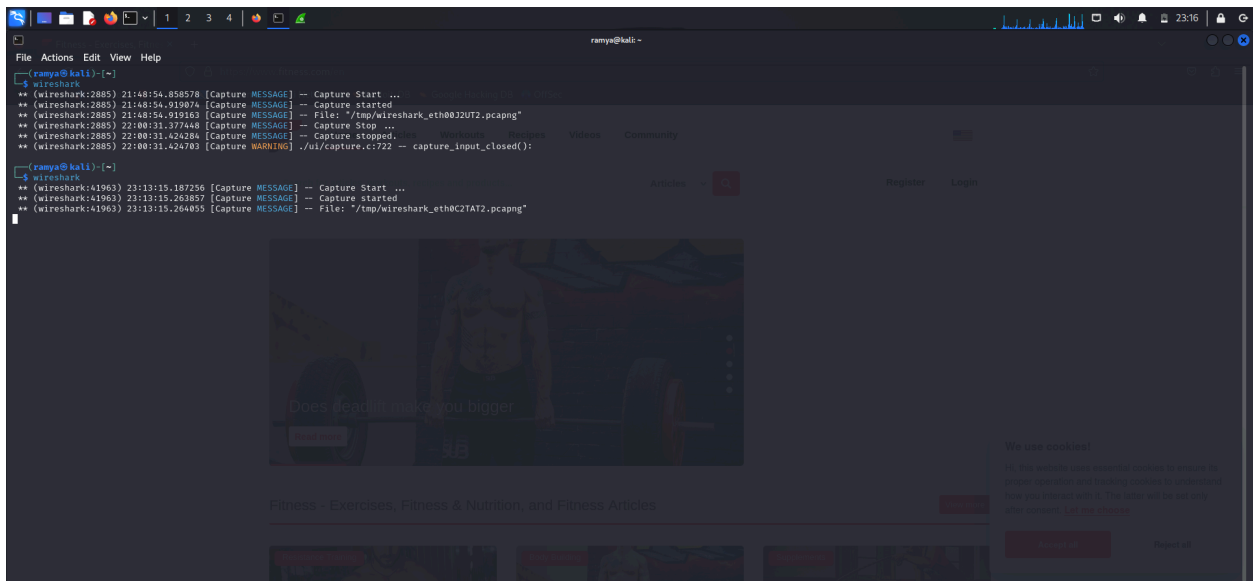 1 2 3 4
23:16
ramya@kali: ~
File Actions Edit View Help
┌──(ramya㉿kali)-[~]
└─$ wireshark
** (wireshark:2885) 21:48:54.858578 [Capture MESSAGE] -- Capture Start ...
** (wireshark:2885) 21:48:54.919074 [Capture MESSAGE] -- Capture started
** (wireshark:2885) 21:48:54.919163 [Capture MESSAGE] -- File: "/tmp/wireshark_eth00J2UT2.pcapng"
** (wireshark:2885) 22:00:31.377448 [Capture MESSAGE] -- Capture Stop ...
** (wireshark:2885) 22:00:31.424284 [Capture MESSAGE] -- Capture stopped.
** (wireshark:2885) 22:00:31.424703 [Capture WARNING] ./ui/capture.c:722 -- capture_input_closed():
┌──(ramya㉿kali)-[~]
└─$ wireshark
** (wireshark:41963) 23:13:15.187256 [Capture MESSAGE] -- Capture Start ...
** (wireshark:41963) 23:13:15.263857 [Capture MESSAGE] -- Capture started
** (wireshark:41963) 23:13:15.264055 [Capture MESSAGE] -- File: "/tmp/wireshark_eth0C2TAT2.pcapng"
Workouts Recipes Videos Community
Articles Register Login
Does deadlift make you bigger
Read more
We use cookies!
Fitness - Exercises, Fitness & Nutrition, and Fitness Articles
Accept all Reject all